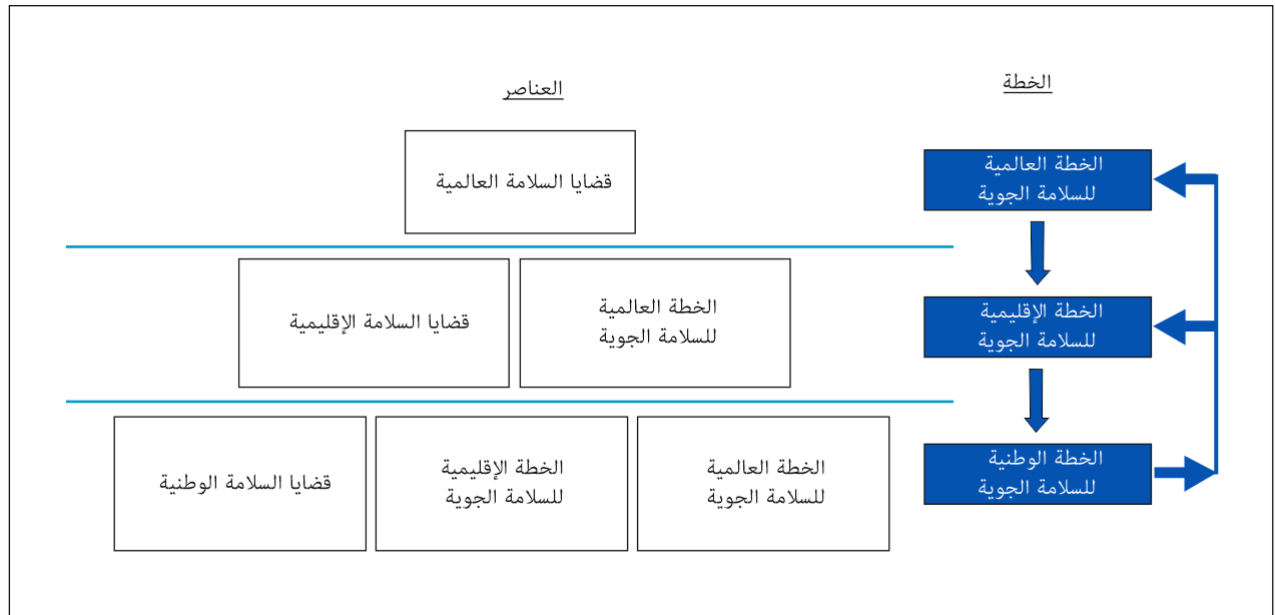 الخطة
العناصر
الخطة العالمية
للسلامة الجوية
قضايا السلامة العالمية
الخطة الإقليمية
للسلامة الجوية
الخطة العالمية
للسلامة الجوية
قضايا السلامة الإقليمية
الخطة الوطنية
للسلامة الجوية
الخطة العالمية
للسلامة الجوية
الخطة الإقليمية
للسلامة الجوية
قضايا السلامة الوطنية